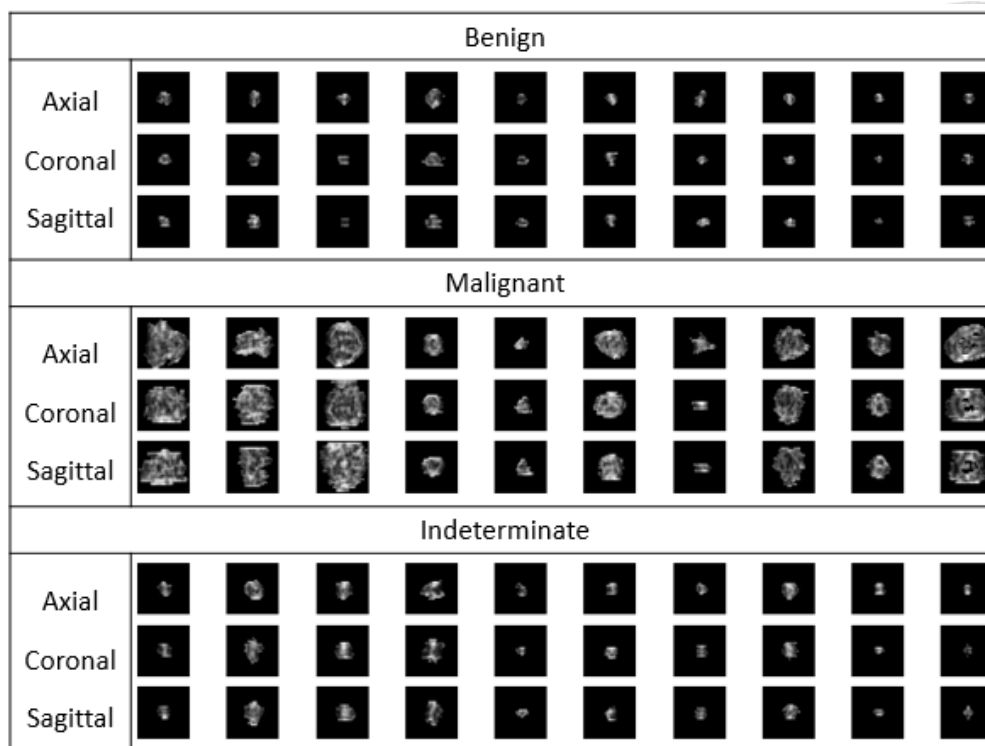 Benign
Axial
Coronal
Sagittal
Malignant
Axial
Coronal
Sagittal
Indeterminate
Axial
Coronal
Sagittal